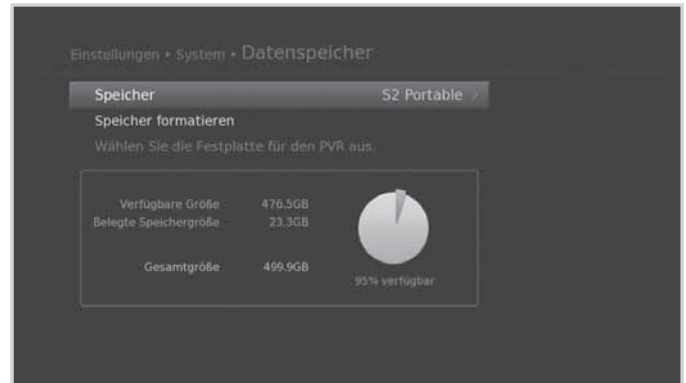 Einstellungen • System • Datenspeicher
Speicher S2 Portable >
Speicher formatieren
Wählen Sie die Festplatte für den PVR aus.
Verfügbare Größe 476.5GB
Belegte Speichergröße 23.3GB
Gesamtgröße 499.9GB
95% verfügbar